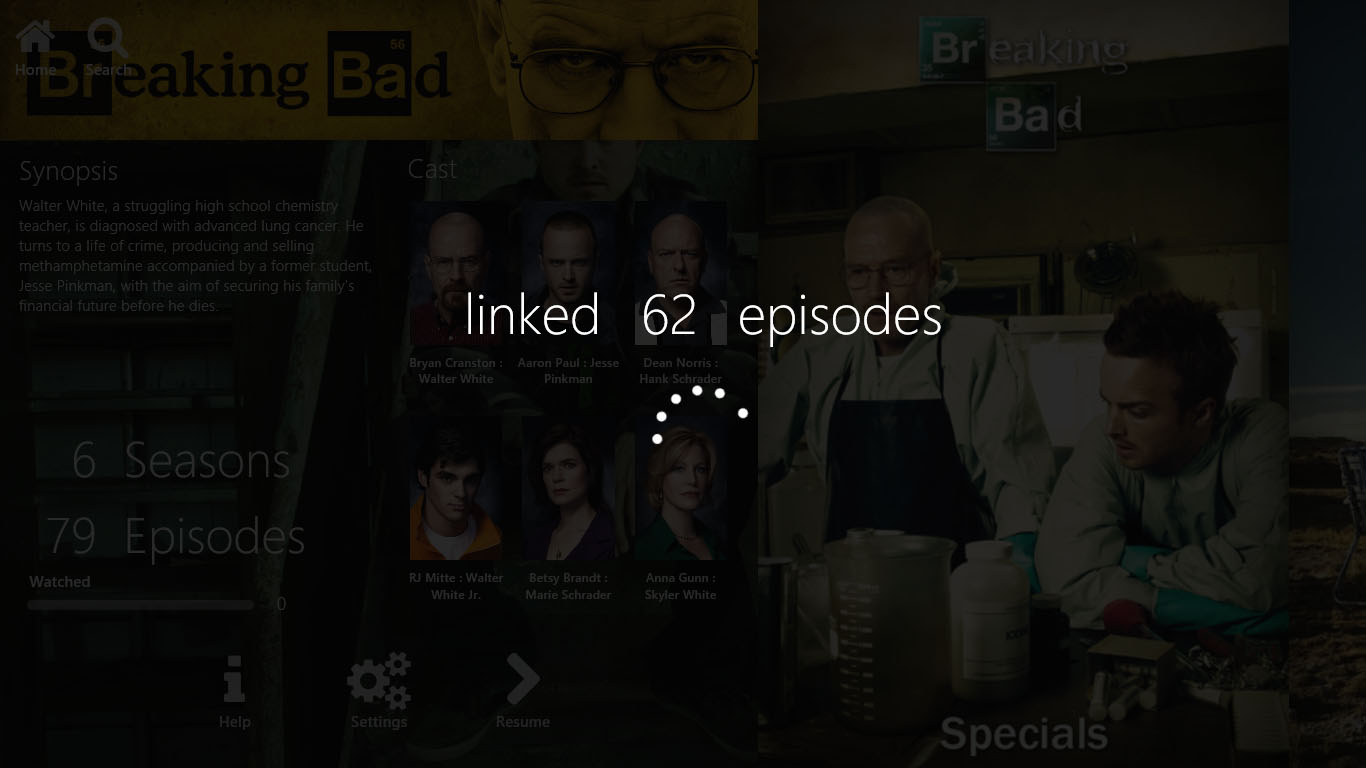 Home
Search
Breaking Bad
56
Breaking
Bad
Synopsis
Walter White, a struggling high school chemistry
teacher, is diagnosed with advanced lung cancer. He
turns to a life of crime, producing and selling
methamphetamine accompanied by a former student,
Jesse Pinkman, with the aim of securing his family's
financial future before he dies.
Cast
linked 62 episodes
Bryan Cranston :
Walter White
Aaron Paul : Jesse
Pinkman
Dean Norris :
Hank Schrader
6 Seasons
79 Episodes
Watched
0
RJ Mitte : Walter
White Jr.
Betsy Brandt :
Marie Schrader
Anna Gunn :
Skyler White
Help
Settings
Resume
Specials